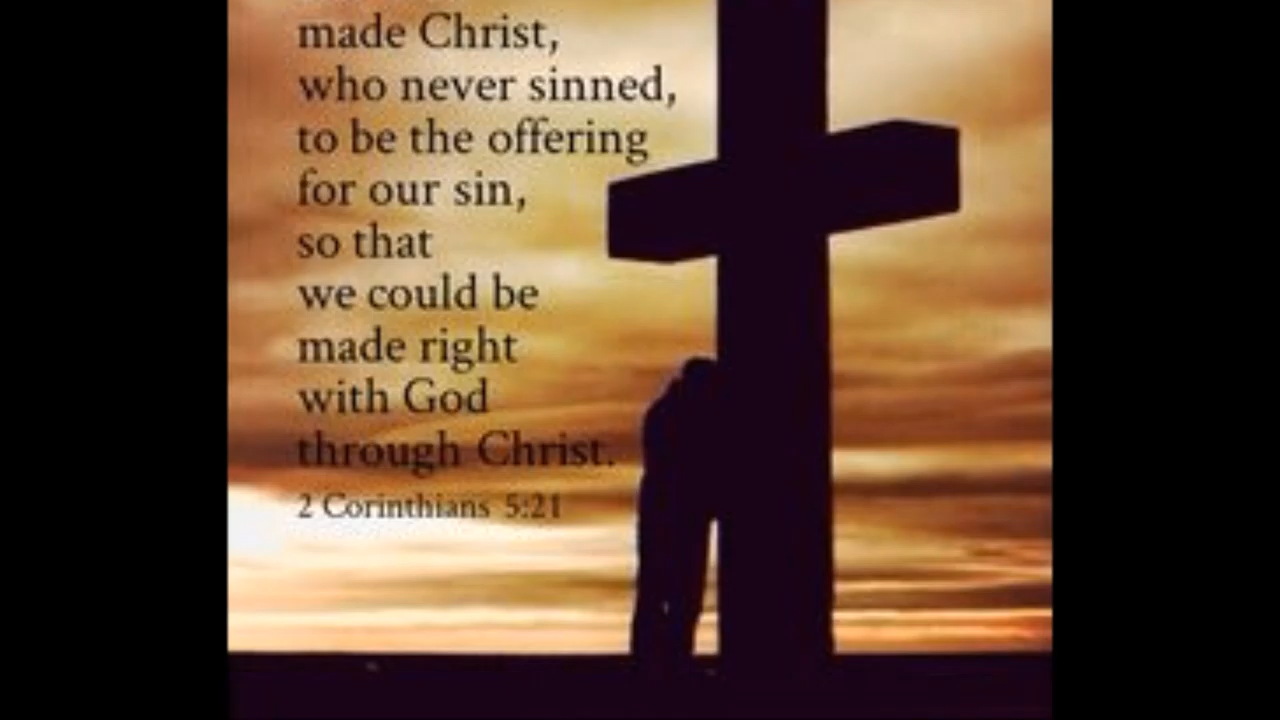 made Christ,
who never sinned,
to be the offering
for our sin,
so that
we could be
made right
with God
through Christ.
2 Corinthians 5:21